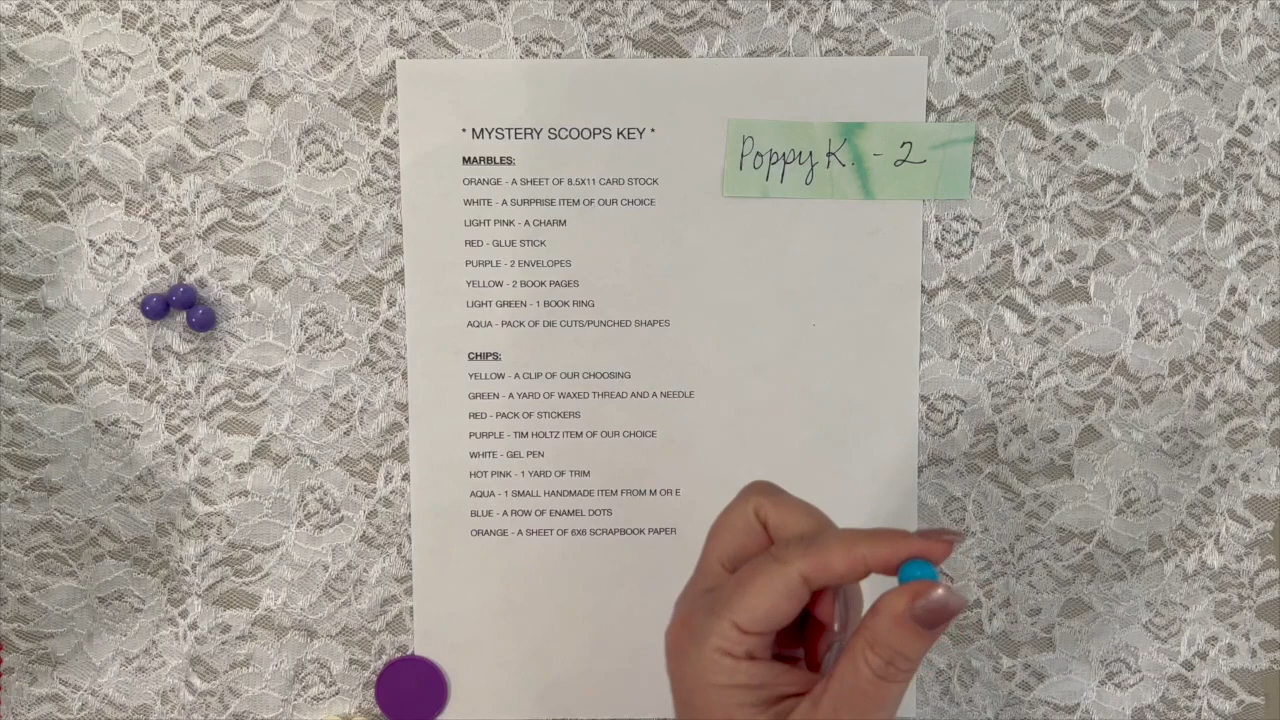 * MYSTERY SCOOPS KEY *
Poppy K. - 2
MARBLES:
ORANGE - A SHEET OF 8.5X11 CARD STOCK
WHITE - A SURPRISE ITEM OF OUR CHOICE
LIGHT PINK - A CHARM
RED - GLUE STICK
PURPLE - 2 ENVELOPES
YELLOW - 2 BOOK PAGES
LIGHT GREEN - 1 BOOK RING
AQUA - PACK OF DIE CUTS/PUNCHED SHAPES
CHIPS:
YELLOW - A CLIP OF OUR CHOOSING
GREEN - A YARD OF WAXED THREAD AND A NEEDLE
RED - PACK OF STICKERS
PURPLE - TIM HOLTZ ITEM OF OUR CHOICE
WHITE - GEL PEN
HOT PINK - 1 YARD OF TRIM
AQUA - 1 SMALL HANDMADE ITEM FROM M OR E
BLUE - A ROW OF ENAMEL DOTS
ORANGE - A SHEET OF 6X6 SCRAPBOOK PAPER